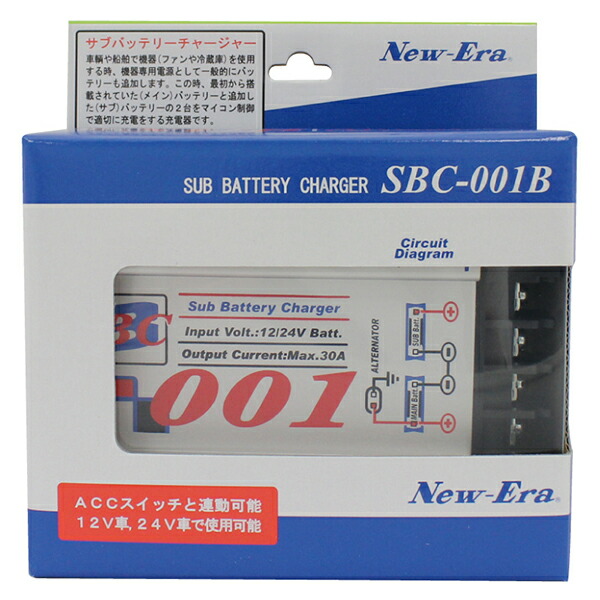 サブバッテリーチャージャー
車輌や船舶で機器(ファンや冷蔵庫)を使用
する時、機器専用電源として一般的にバッ
テリーも追加します。この時、最初から搭
載されていた(メイン)バッテリーと追加し
た(サブ)バッテリーの2台をマイコン制御
で適切に充電をする充電器です。
New-Era®
SUB BATTERY CHARGER SBC-001B
Circuit
Diagram
BC
Sub Battery Charger
Input Volt.:12/24V Batt.
Output Current:Max.30A
-001
ALTERNATOR
SUB Batt.
MAIN Batt.
ACCスイッチと連動可能
12V車,24V車で使用可能
New-Era®